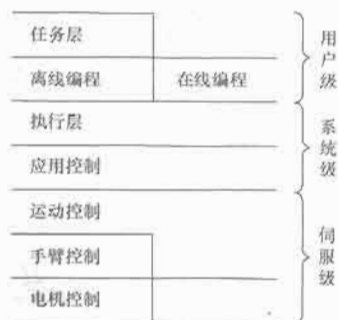 任务层
离线编程 在线编程
执行层
应用控制
运动控制
手臂控制
电机控制
用户级
系统级
伺服级